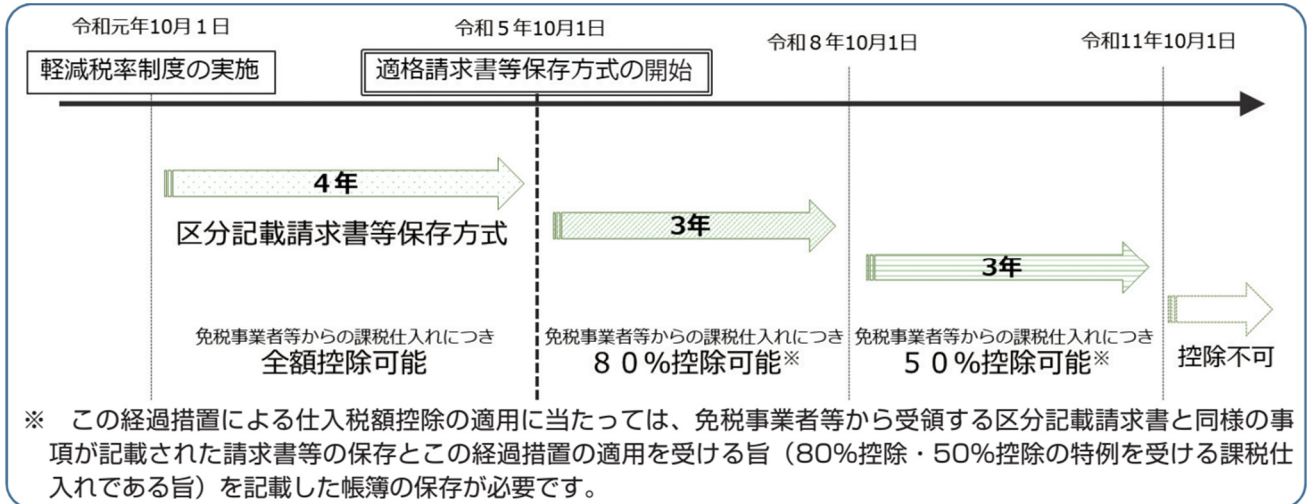 令和元年10月１日
令和５年10月1日
令和８年10月1日
令和11年10月1日
軽減税率制度の実施
適格請求書等保存方式の開始
４年
区分記載請求書等保存方式
3年
3年
免税事業者等からの課税仕入れにつき
全額控除可能
免税事業者等からの課税仕入れにつき
８０％控除可能※
免税事業者等からの課税仕入れにつき
５０％控除可能※
控除不可
※　この経過措置による仕入税額控除の適用に当たっては、免税事業者等から受領する区分記載請求書と同様の事
項が記載された請求書等の保存とこの経過措置の適用を受ける旨（80％控除・50％控除の特例を受ける課税仕
入れである旨）を記載した帳簿の保存が必要です。